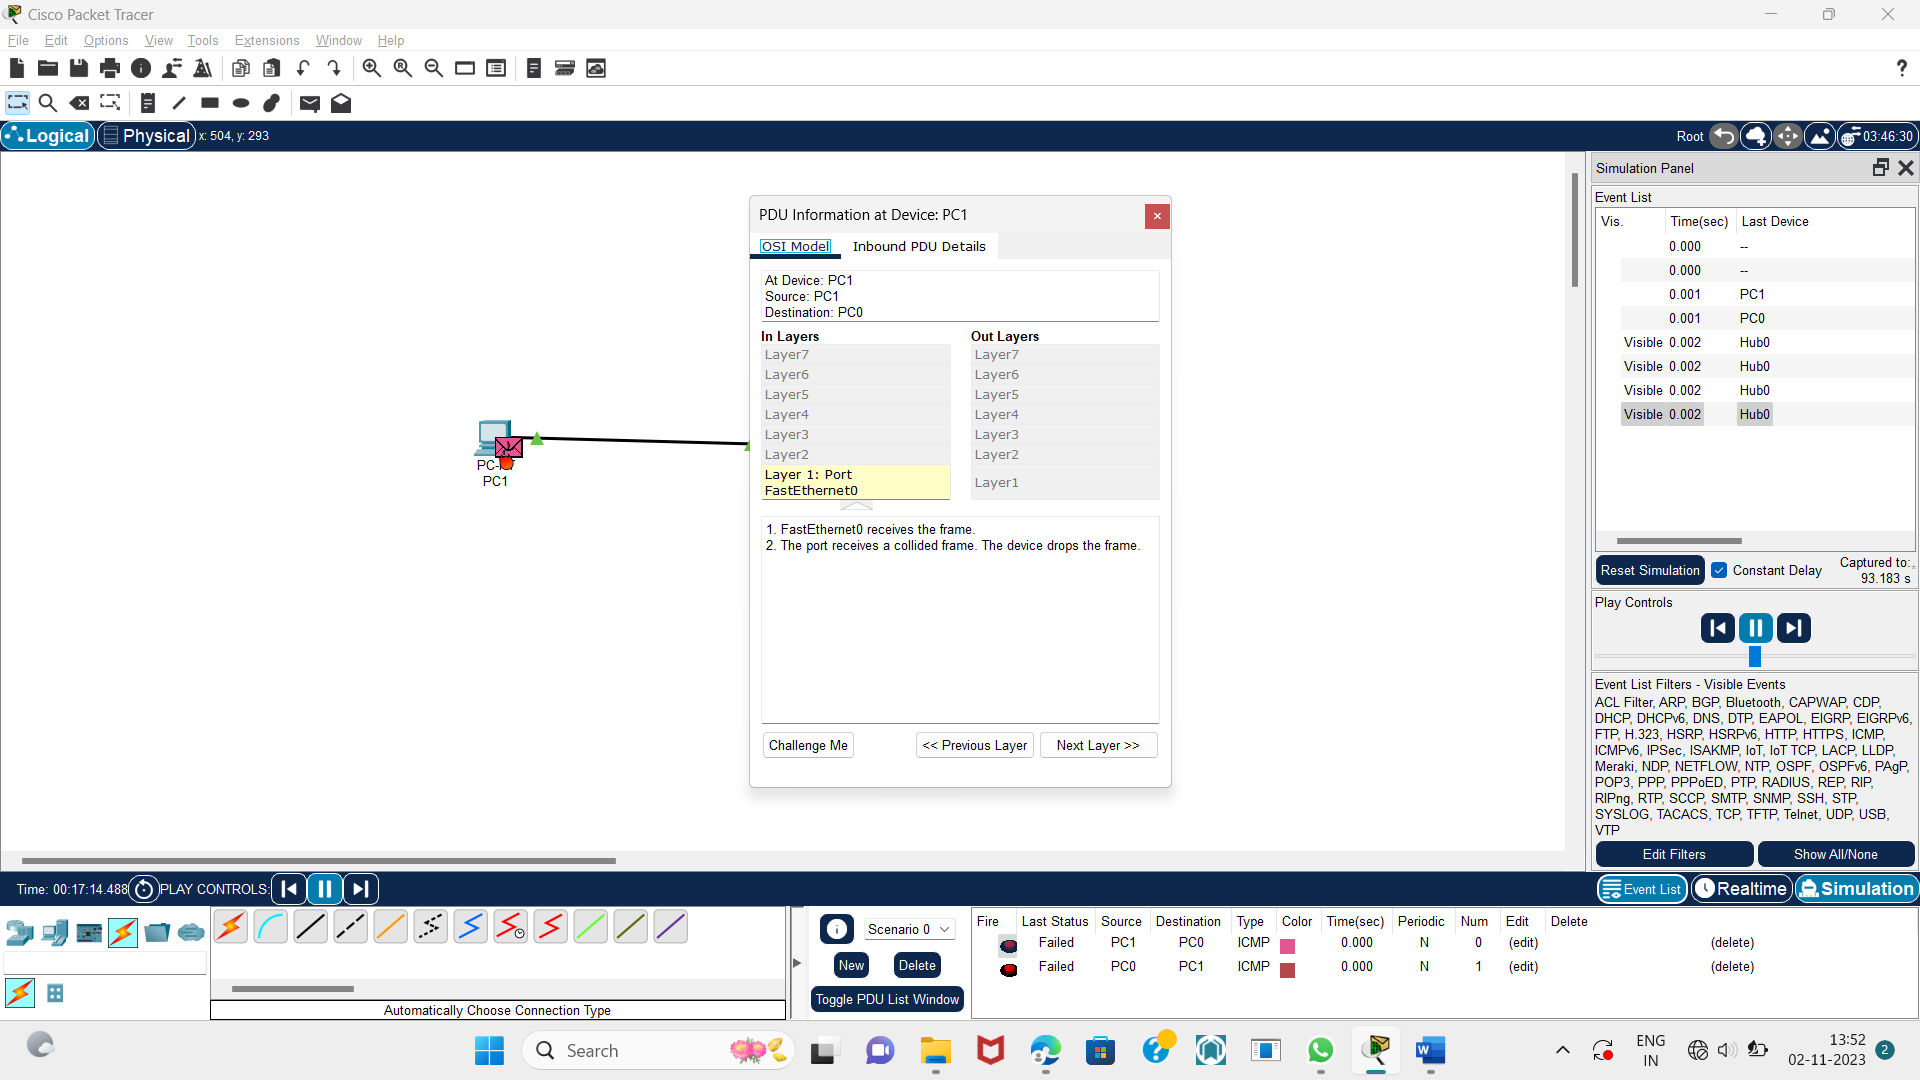 Cisco Packet Tracer
File Edit Options View Tools Extensions Window Help
?
Logical Physical x: 504, y: 293
Root 03:46:30
Simulation Panel
Event List
Vis. Time(sec) Last Device
0.000 --
0.000 --
0.001 PC1
0.001 PC0
Visible 0.002 Hub0
Visible 0.002 Hub0
Visible 0.002 Hub0
Visible 0.002 Hub0
Reset Simulation Constant Delay Captured to:
93.183 s
Play Controls
Event List Filters - Visible Events
ACL Filter, ARP, BGP, Bluetooth, CAPWAP, CDP,
DHCP, DHCPv6, DNS, DTP, EAPOL, EIGRP, EIGRPv6,
FTP, H.323, HSRP, HSRPv6, HTTP, HTTPS, ICMP,
ICMPv6, IPSec, ISAKMP, IoT, IoT TCP, LACP, LLDP,
Meraki, NDP, NETFLOW, NTP, OSPF, OSPFv6, PAgP,
POP3, PPP, PPPoED, PTP, RADIUS, REP, RIP,
RIPng, RTP, SCCP, SMTP, SNMP, SSH, STP,
SYSLOG, TACACS, TCP, TFTP, Telnet, UDP, USB,
VTP
Edit Filters Show All/None
PDU Information at Device: PC1
OSI Model Inbound PDU Details
At Device: PC1
Source: PC1
Destination: PC0
In Layers Out Layers
Layer7 Layer7
Layer6 Layer6
Layer5 Layer5
Layer4 Layer4
Layer3 Layer3
Layer2 Layer2
Layer 1: Port
FastEthernet0 Layer1
1. FastEthernet0 receives the frame.
2. The port receives a collided frame. The device drops the frame.
Challenge Me << Previous Layer Next Layer >>
PC1
Time: 00:17:14.488 PLAY CONTROLS:
Event List Realtime Simulation
Automatically Choose Connection Type
Scenario 0
New Delete
Toggle PDU List Window
Fire Last Status Source Destination Type Color Time(sec) Periodic Num Edit Delete
Failed PC1 PC0 ICMP 0.000 N 0 (edit) (delete)
Failed PC0 PC1 ICMP 0.000 N 1 (edit) (delete)
Search
ENG
IN
13:52
02-11-2023 2